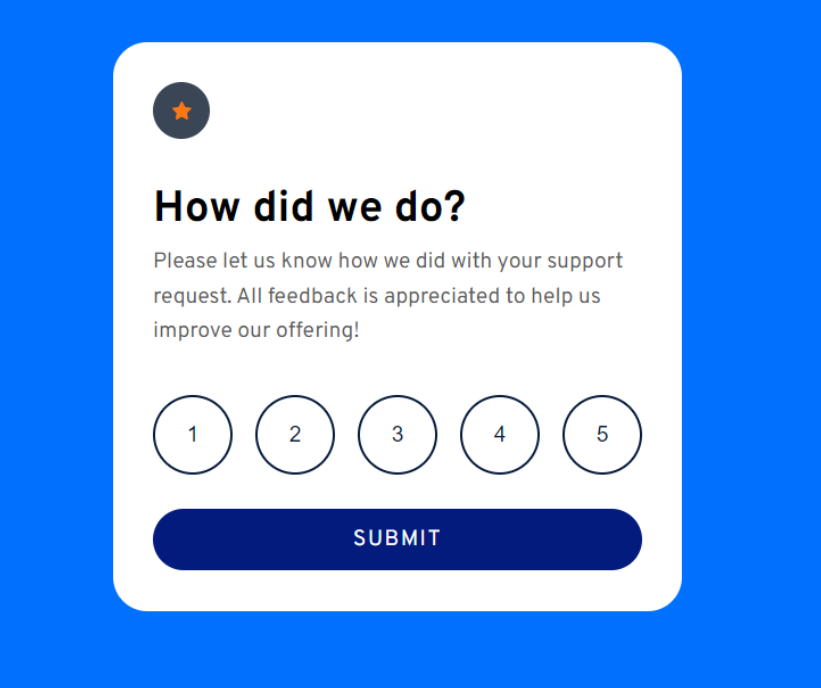 How did we do?
Please let us know how we did with your support
request. All feedback is appreciated to help us
improve our offering!
1 2 3 4 5
SUBMIT